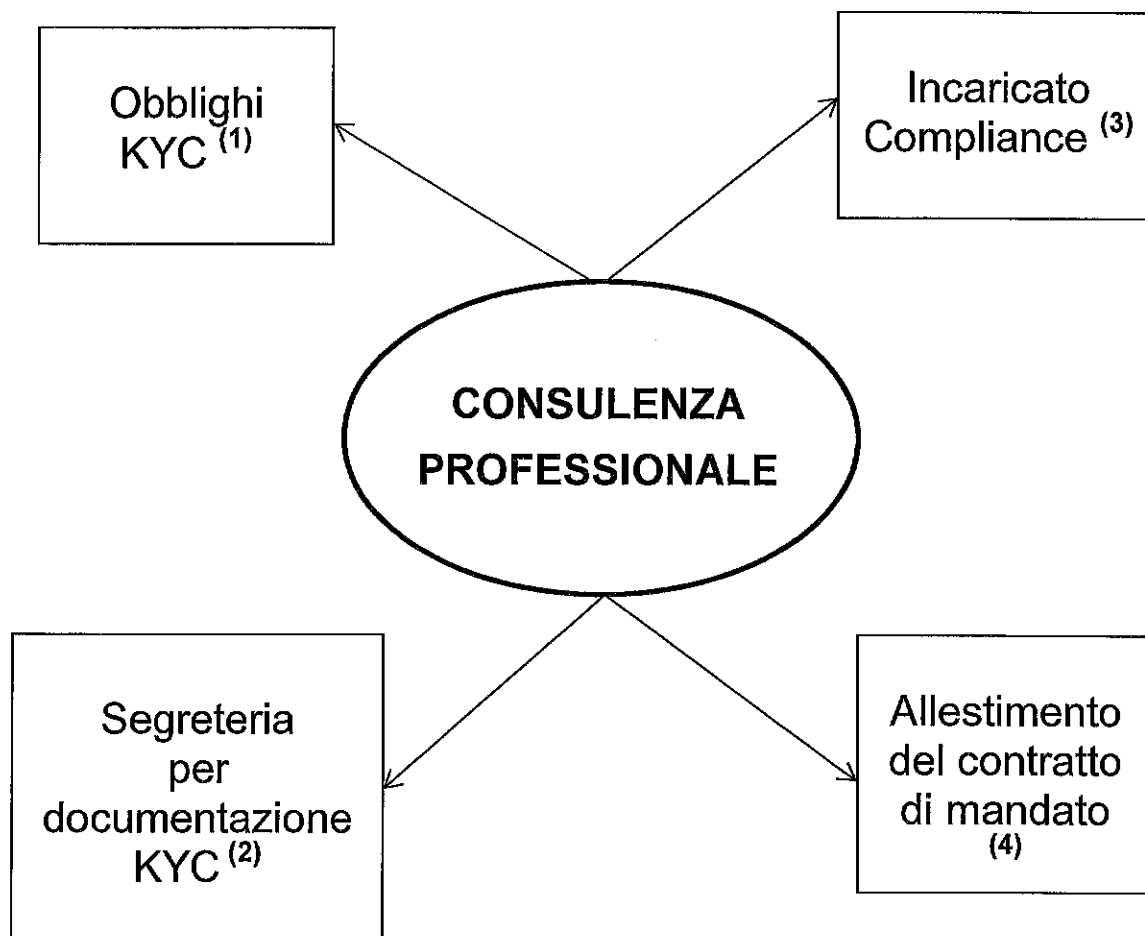 Obblighi
KYC (1)
Incaricato
Compliance (3)
CONSULENZA
PROFESSIONALE
Segreteria
per
documentazione
KYC (2)
Allestimento
del contratto
di mandato
(4)